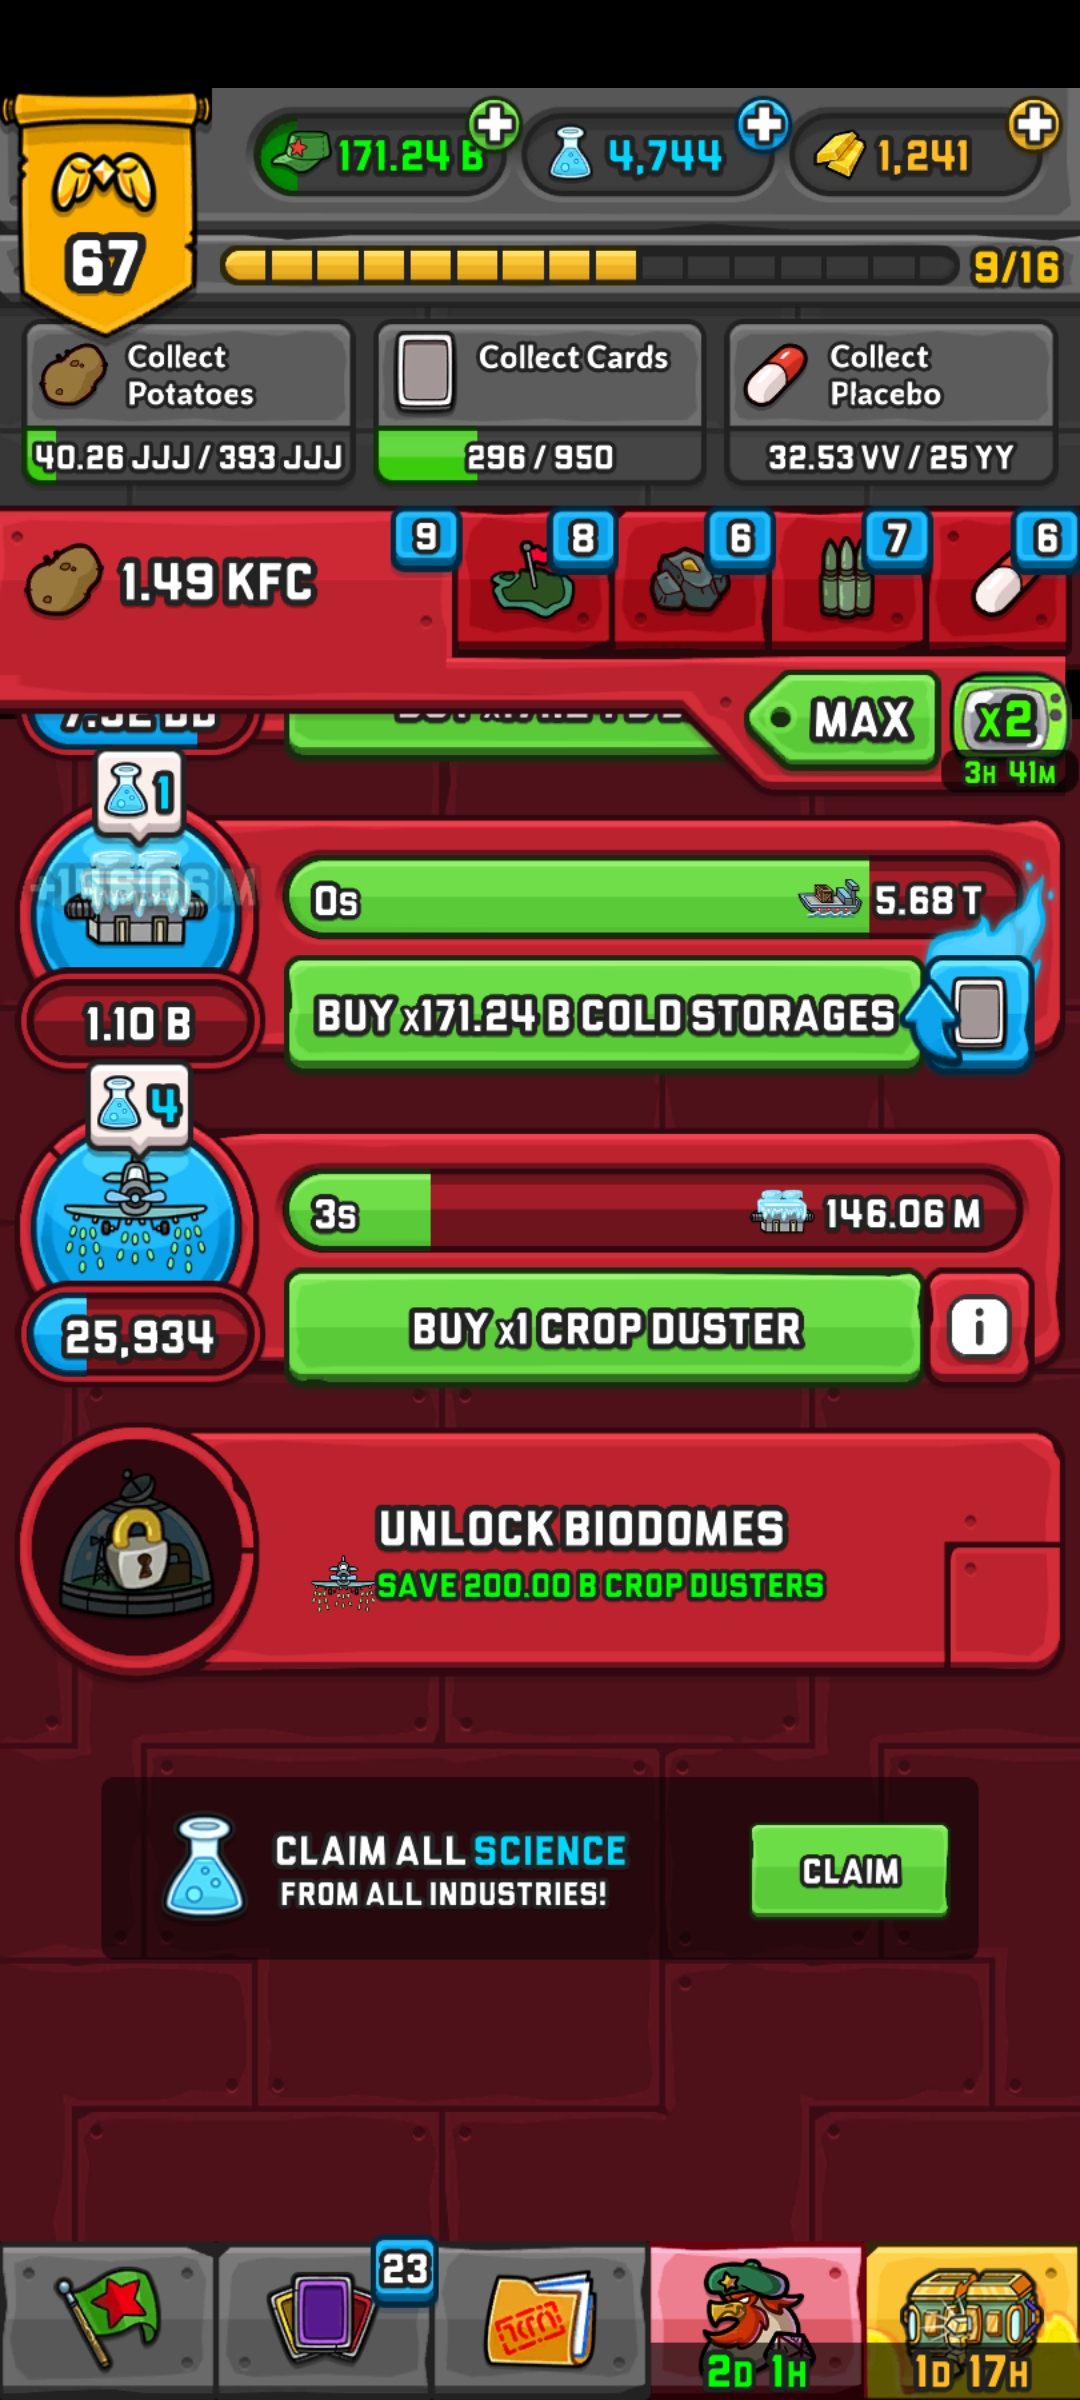 171.24 B
4,744
1,241
67
9/16
Collect
Potatoes
40.26 JJJ / 393 JJJ
Collect Cards
296 / 950
Collect
Placebo
32.53 VV / 25 YY
1.49 KFC
9
8
6
7
6
MAX
x2
3H 41M
1
0s
5.68 T
1.10 B
BUY x171.24 B COLD STORAGES
4
3s
146.06 M
25,934
BUY x1 CROP DUSTER
i
UNLOCK BIODOMES
SAVE 200.00 B CROP DUSTERS
CLAIM ALL SCIENCE
FROM ALL INDUSTRIES!
CLAIM
23
2D 1H
1D 17H